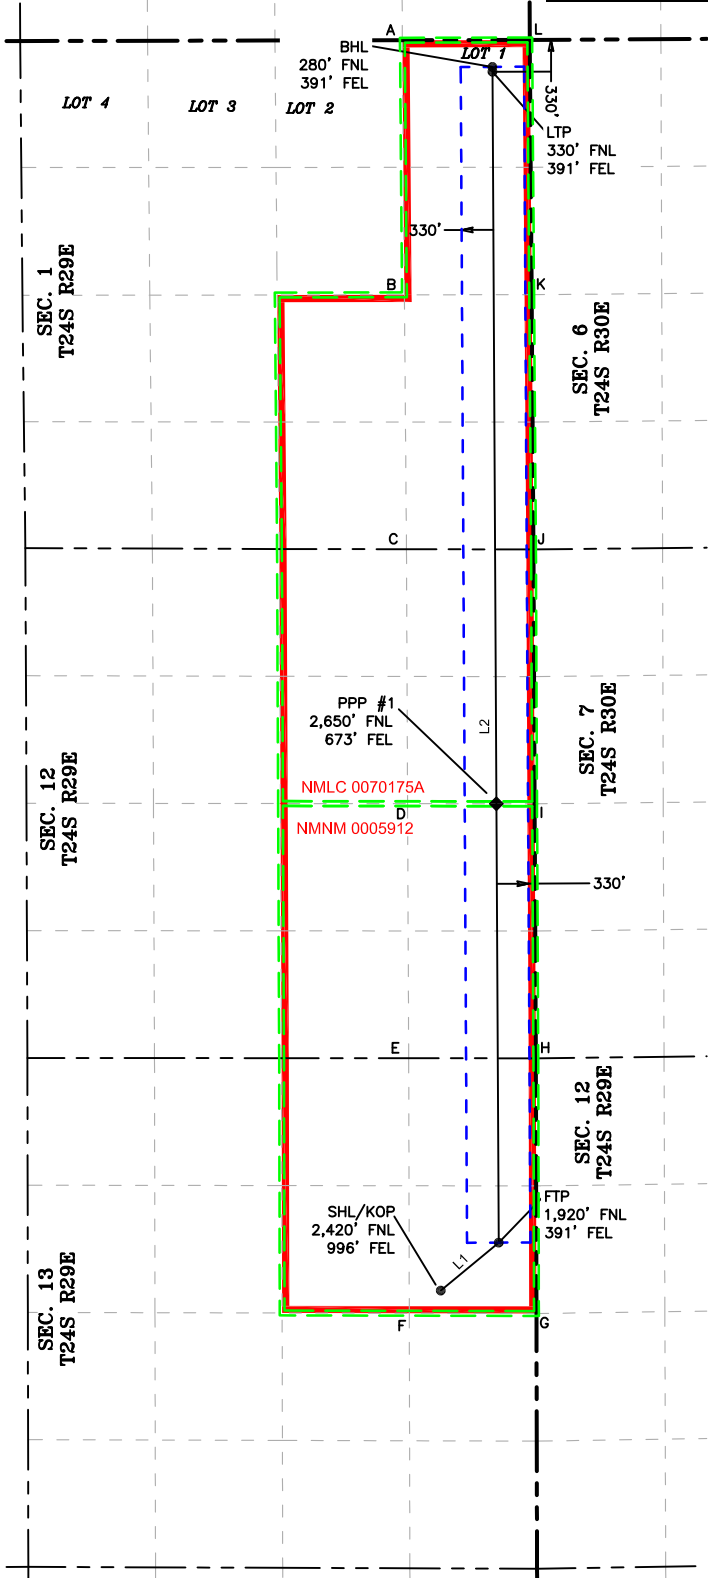 A
L
BHL
280' FNL
391' FEL
LOT 1
330'
LOT 4
LOT 3
LOT 2
LTP
330' FNL
391' FEL
330'
B
K
SEC. 1
T24S R29E
SEC. 6
T24S R30E
C
J
PPP #1
2,650' FNL
673' FEL
L2
SEC. 7
T24S R30E
SEC. 12
T24S R29E
NMLC 0070175A
D
I
NMNM 0005912
330'
E
H
SEC. 12
T24S R29E
FTP
1,920' FNL
391' FEL
SHL/KOP
2,420' FNL
996' FEL
L1
SEC. 13
T24S R29E
F
G